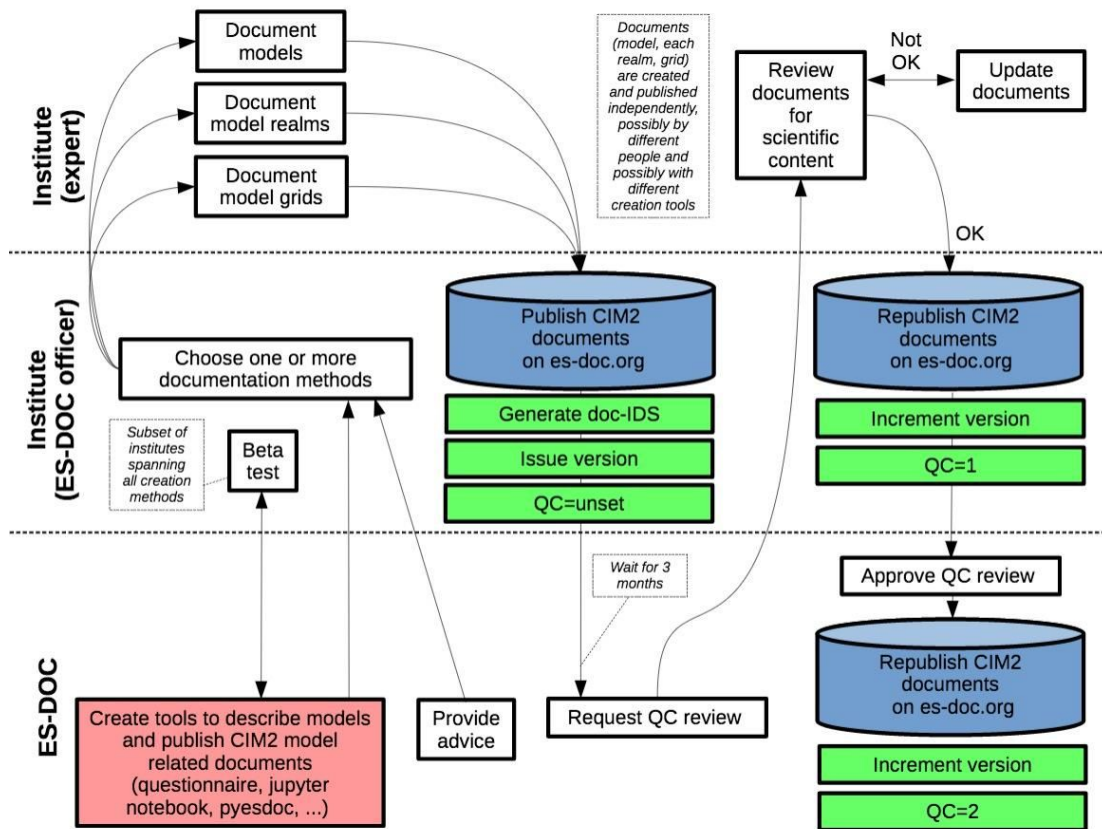 Institute
(expert)
Document
models
Document
model realms
Document
model grids
Documents
(model, each
realm, grid)
are created
and published
independently,
possibly by
different
people and
possibly with
different
creation tools
Review
documents
for
scientific
content
Not
OK
Update
documents
OK
Institute
(ES-DOC officer)
Choose one or more
documentation methods
Subset of
institutes
spanning
all creation
methods
Beta
test
Publish CIM2
documents
on es-doc.org
Generate doc-IDS
Issue version
QC=unset
Republish CIM2
documents
on es-doc.org
Increment version
QC=1
ES-DOC
Create tools to describe models
and publish CIM2 model
related documents
(questionnaire, jupyter
notebook, pyesdoc, ...)
Provide
advice
Wait for 3
months
Request QC review
Approve QC review
Republish CIM2
documents
on es-doc.org
Increment version
QC=2